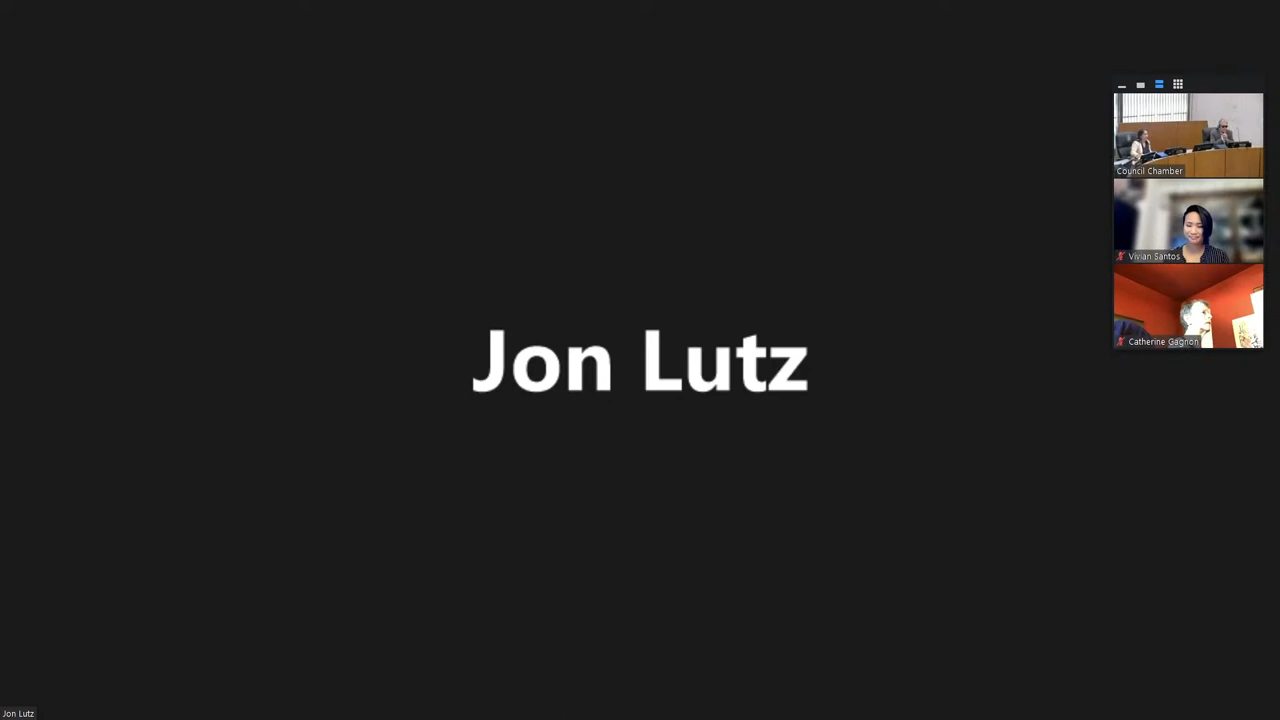 Council Chamber
Vivian Santos
Catherine Gagnon
Jon Lutz
Jon Lutz